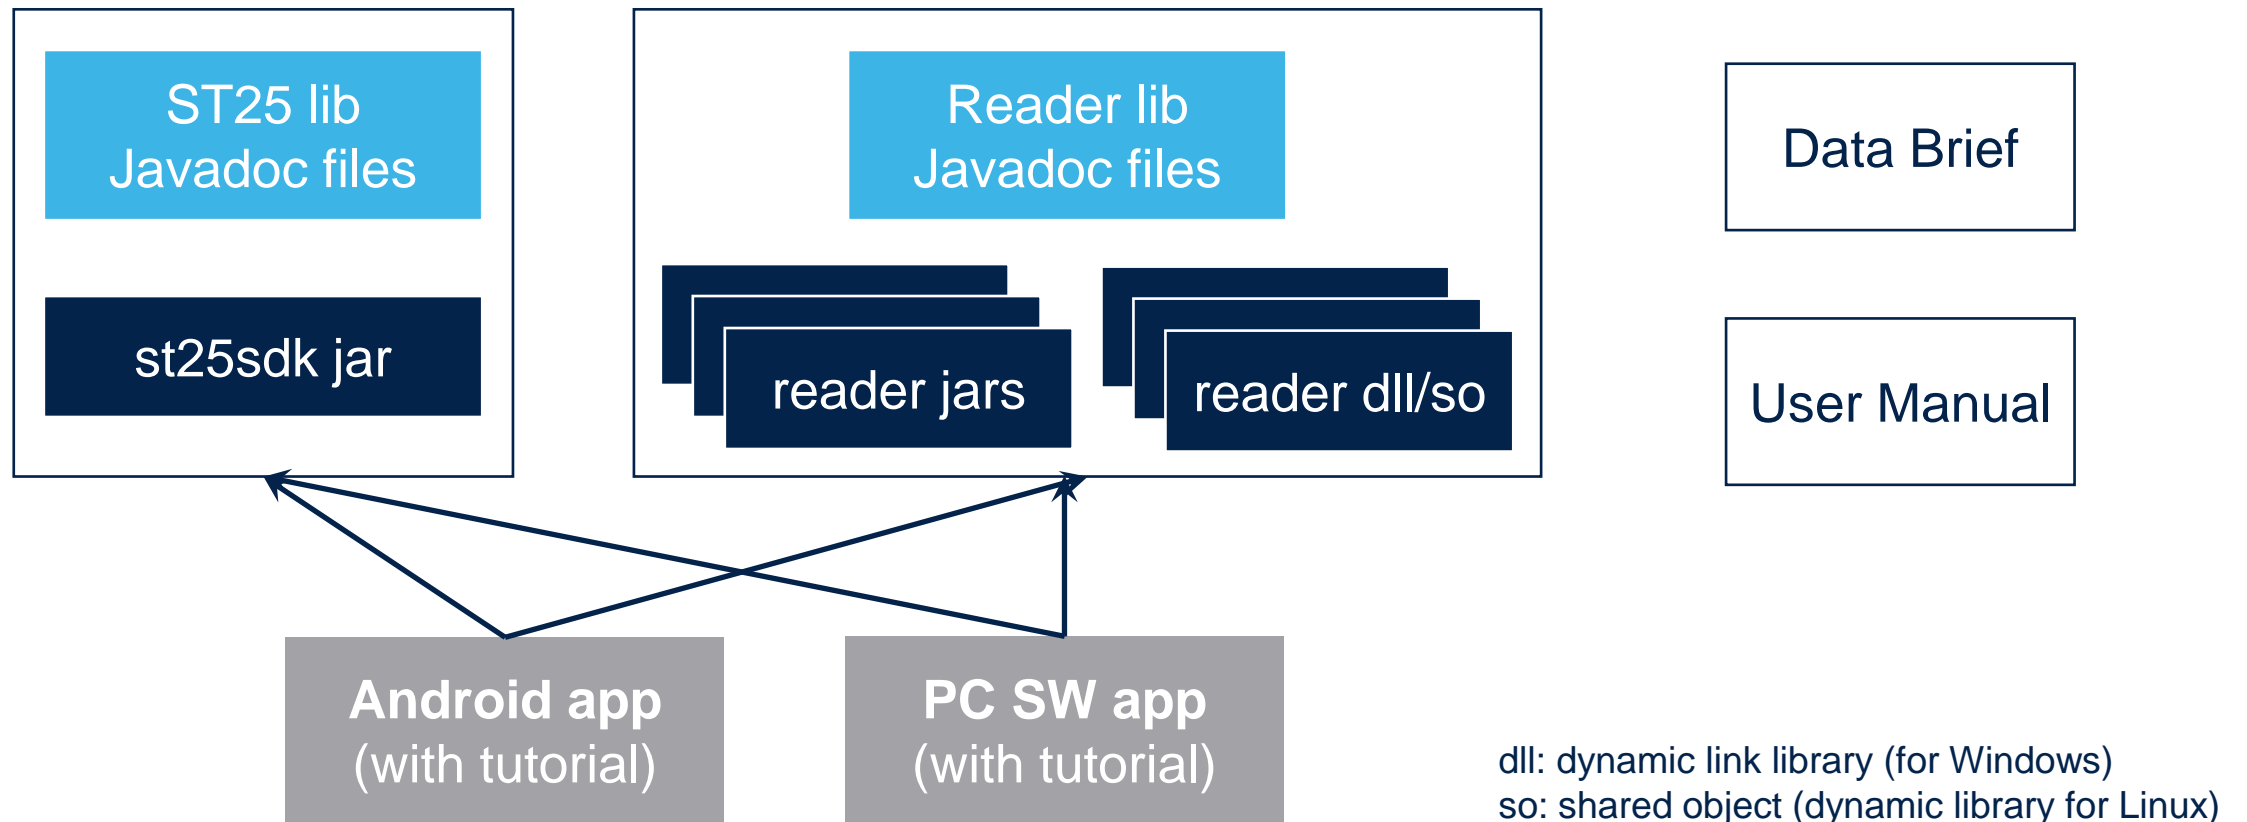 ST25 lib
Javadoc files
st25sdk jar
Reader lib
Javadoc files
reader jars
reader dll/so
Data Brief
User Manual
Android app
(with tutorial)
PC SW app
(with tutorial)
dll: dynamic link library (for Windows)
so: shared object (dynamic library for Linux)